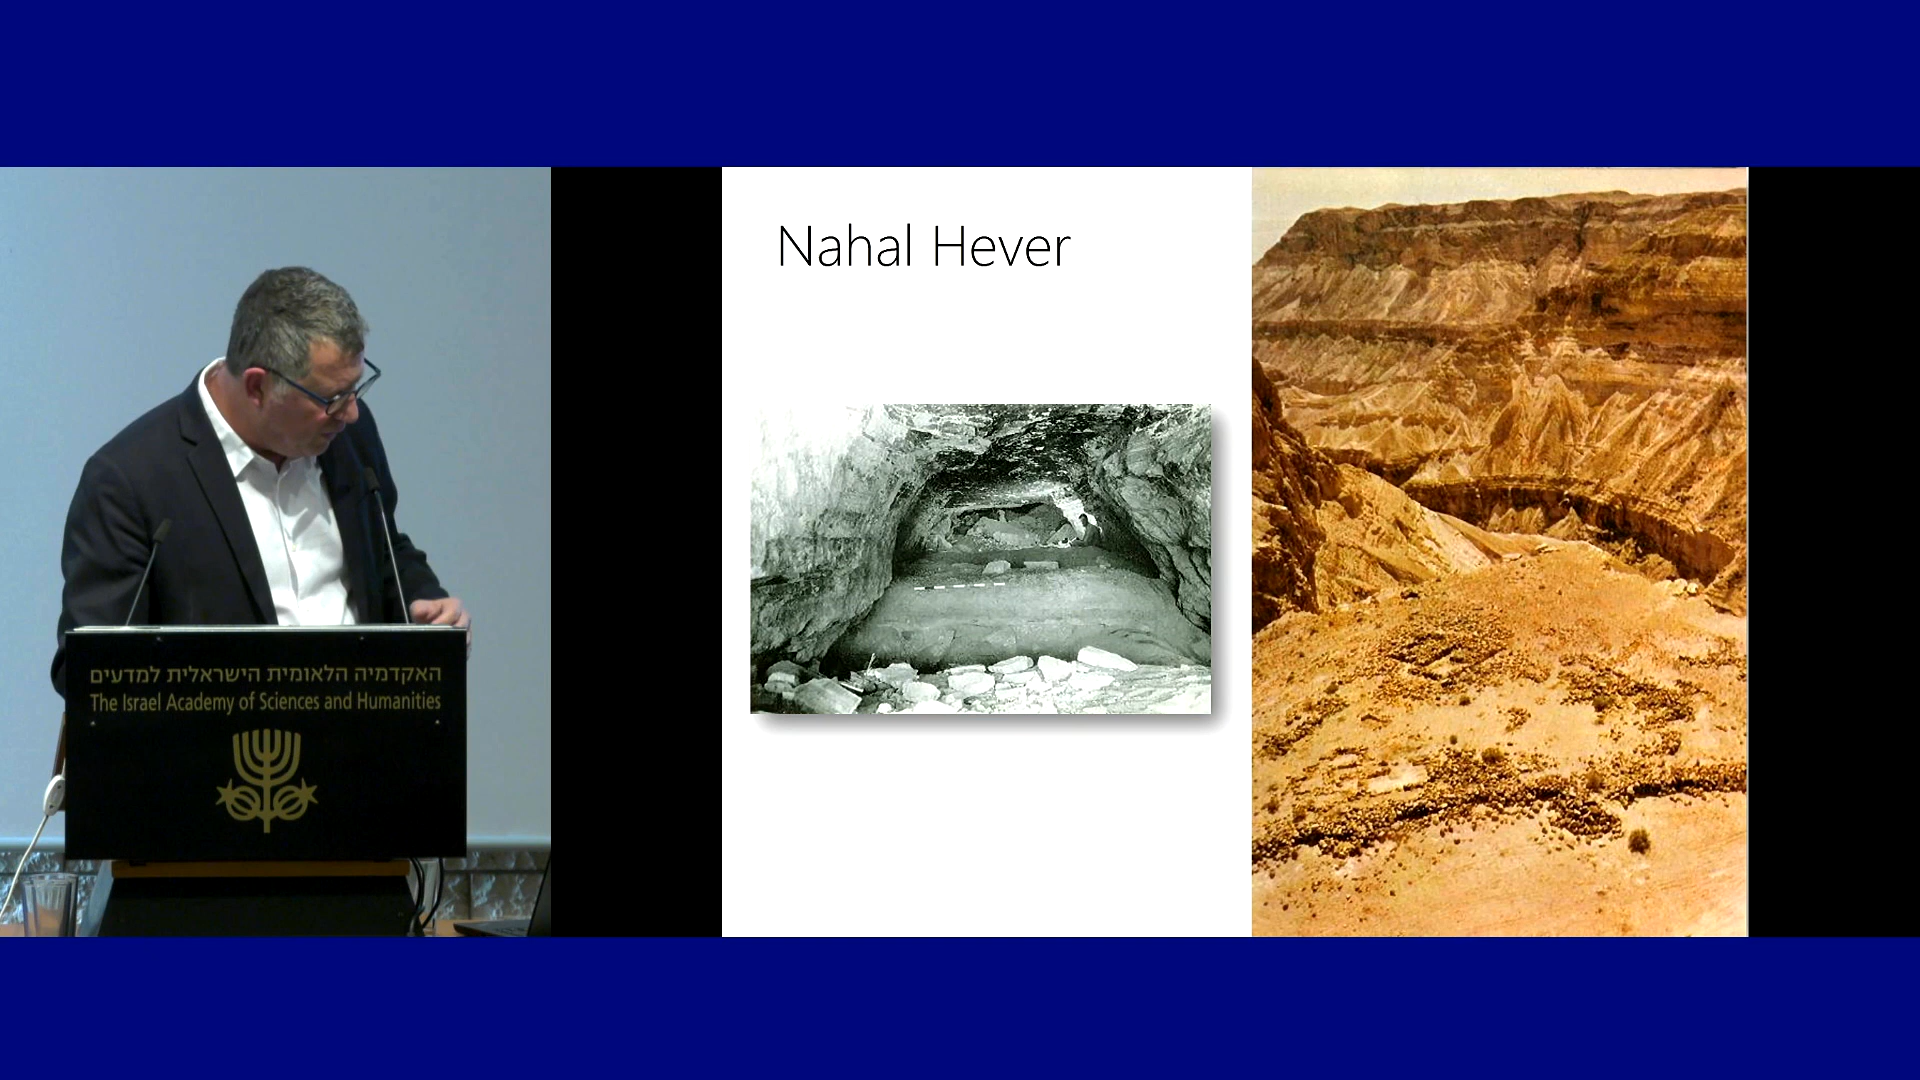 האקדמיה הלאומית הישראלית למדעים
The Israel Academy of Sciences and Humanities
Nahal Hever